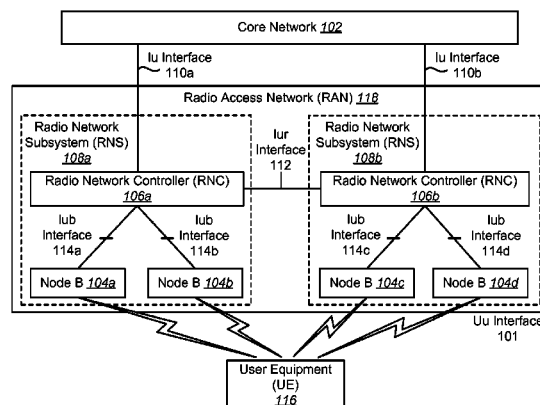 Core Network 102
Iu Interface
110a
Iu Interface
110b
Radio Access Network (RAN) 118
Radio Network
Subsystem (RNS)
108a
Iur
Interface
112
Radio Network
Subsystem (RNS)
108b
Radio Network Controller (RNC)
106a
Radio Network Controller (RNC)
106b
Iub
Interface
114a
Iub
Interface
114b
Iub
Interface
114c
Iub
Interface
114d
Node B 104a
Node B 104b
Node B 104c
Node B 104d
Uu Interface
101
User Equipment
(UE)
116